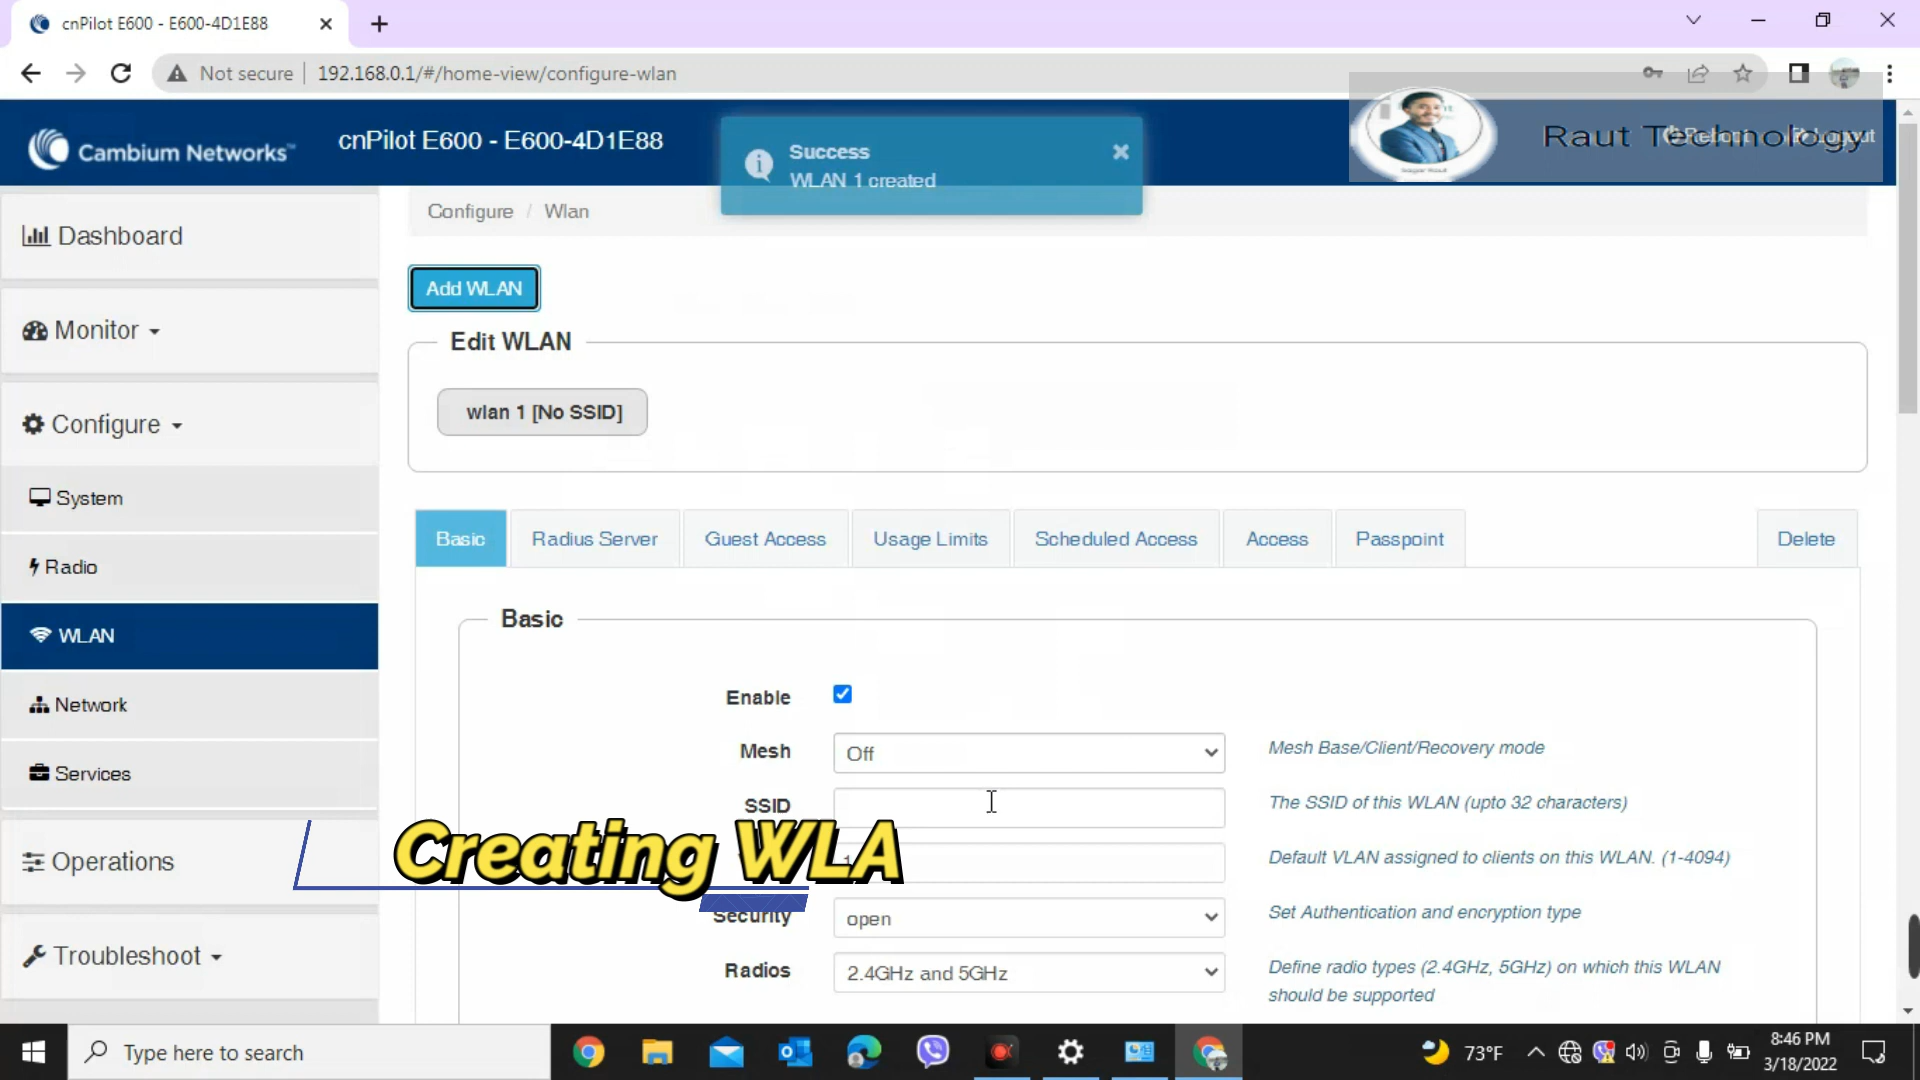 cnPilot E600 - E600-4D1E88
Not secure
192.168.0.1/#/home-view/configure-wlan
Cambium Networks™
cnPilot E600 - E600-4D1E88
Success
WLAN 1 created
Raut Technology
Reboot
Logout
Configure / Wlan
Dashboard
Monitor
Configure
System
Radio
WLAN
Network
Services
Operations
Troubleshoot
Add WLAN
Edit WLAN
wlan 1 [No SSID]
Basic
Radius Server
Guest Access
Usage Limits
Scheduled Access
Access
Passpoint
Delete
Basic
Enable
Mesh
Off
Mesh Base/Client/Recovery mode
SSID
The SSID of this WLAN (upto 32 characters)
Creating WLA
Default VLAN assigned to clients on this WLAN. (1-4094)
Security
open
Set Authentication and encryption type
Radios
2.4GHz and 5GHz
Define radio types (2.4GHz, 5GHz) on which this WLAN
should be supported
Type here to search
73°F
8:46 PM
3/18/2022